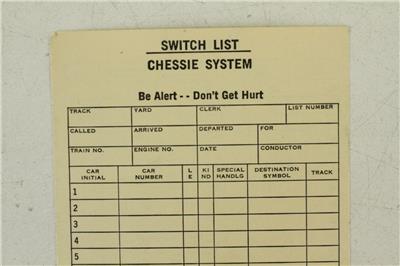 SWITCH LIST
CHESSIE SYSTEM
Be Alert - - Don't Get Hurt
TRACK YARD CLERK LIST NUMBER
CALLED ARRIVED DEPARTED FOR
TRAIN NO. ENGINE NO. DATE CONDUCTOR
CAR INITIAL CAR NUMBER L E KI ND SPECIAL HANDLG DESTINATION SYMBOL TRACK
1
2
3
4
5